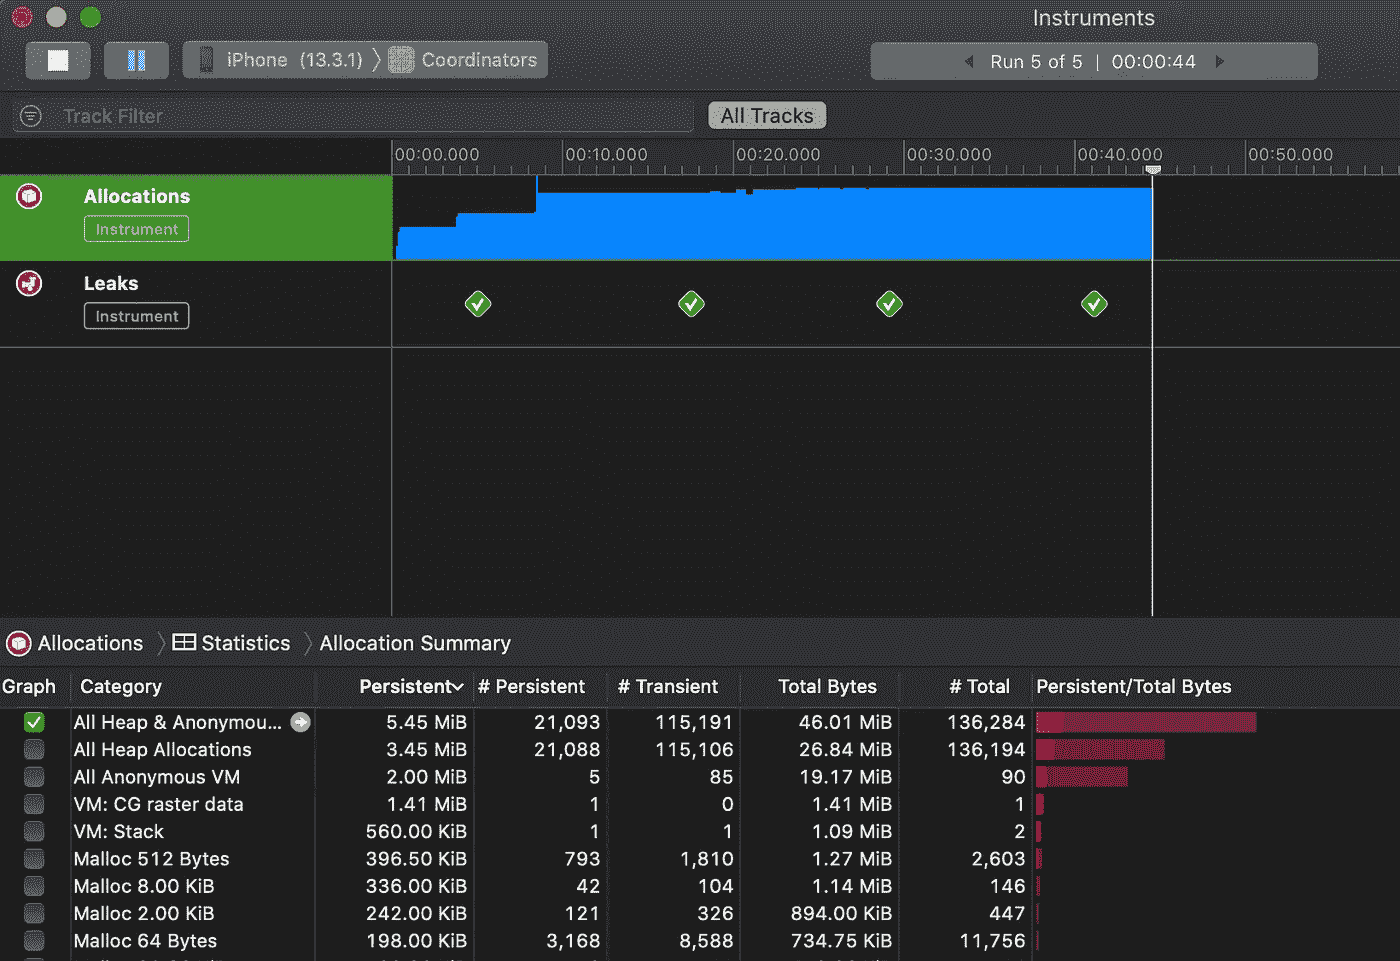 Instruments
iPhone (13.3.1) Coordinators
Run 5 of 5 | 00:00:44
Track Filter
All Tracks
00:00.000 00:10.000 00:20.000 00:30.000 00:40.000 00:50.000
Allocations
Instrument
Leaks
Instrument
Allocations Statistics Allocation Summary
Graph Category Persistent # Persistent # Transient Total Bytes # Total Persistent/Total Bytes
All Heap & Anonymou... 5.45 MiB 21,093 115,191 46.01 MiB 136,284
All Heap Allocations 3.45 MiB 21,088 115,106 26.84 MiB 136,194
All Anonymous VM 2.00 MiB 5 85 19.17 MiB 90
VM: CG raster data 1.41 MiB 1 0 1.41 MiB 1
VM: Stack 560.00 KiB 1 1 1.09 MiB 2
Malloc 512 Bytes 396.50 KiB 793 1,810 1.27 MiB 2,603
Malloc 8.00 KiB 336.00 KiB 42 104 1.14 MiB 146
Malloc 2.00 KiB 242.00 KiB 121 326 894.00 KiB 447
Malloc 64 Bytes 198.00 KiB 3,168 8,588 734.75 KiB 11,756